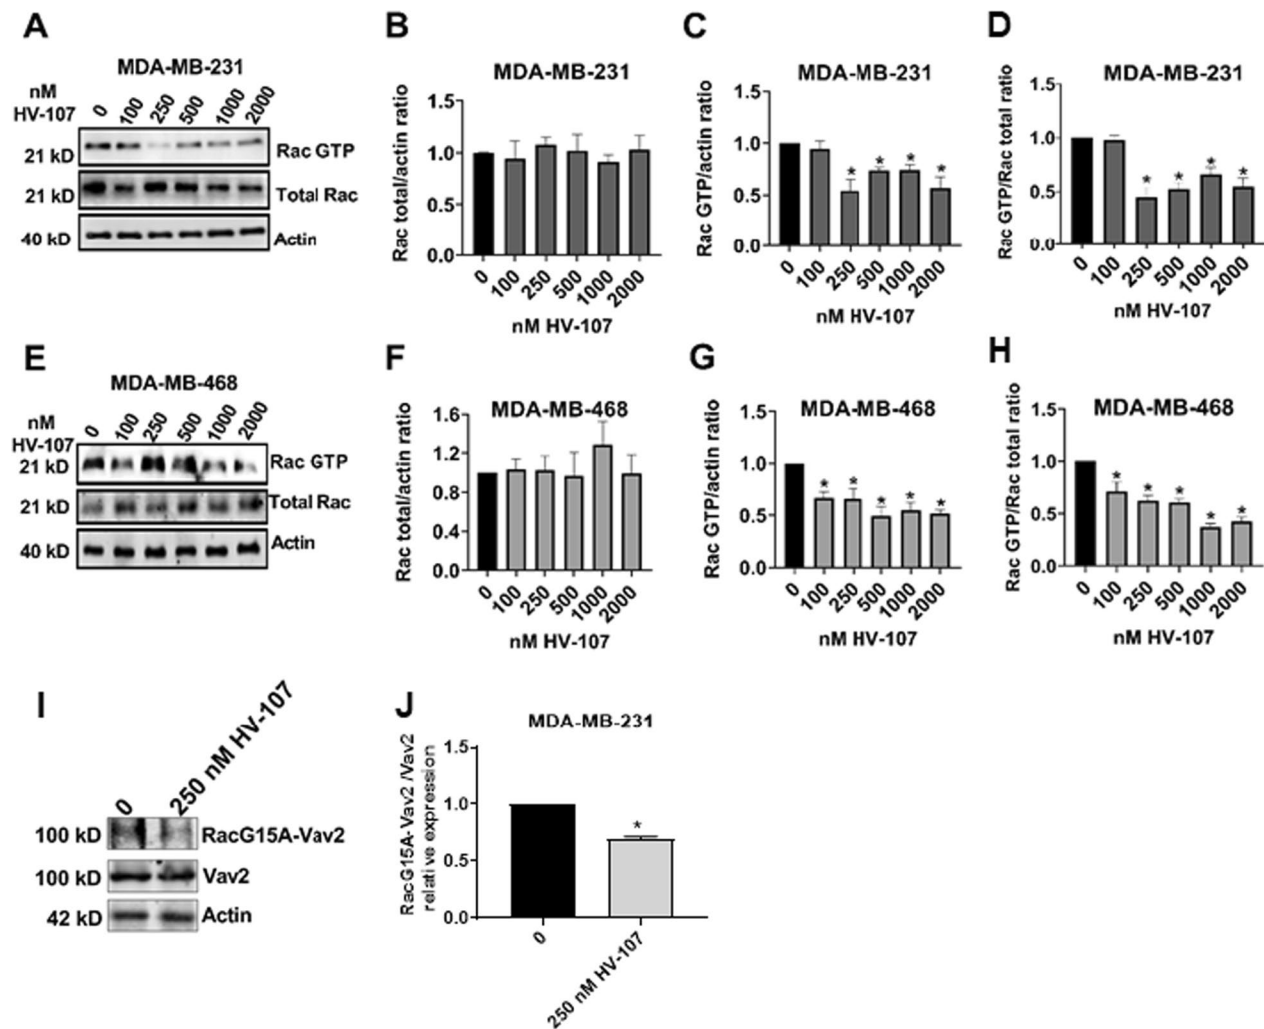 A
MDA-MB-231
nM
HV-107
0 100 250 500 1000 2000
21 kD Rac GTP
21 kD Total Rac
40 kD Actin
B
MDA-MB-231
Rac total/actin ratio
1.5
1.0
0.5
0.0
0 100 250 500 1000 2000
nM HV-107
C
MDA-MB-231
Rac GTP/actin ratio
1.5
1.0
0.5
0.0
* * * *
0 100 250 500 1000 2000
nM HV-107
D
MDA-MB-231
Rac GTP/Rac total ratio
1.5
1.0
0.5
0.0
* * * *
0 100 250 500 1000 2000
nM HV-107
E
MDA-MB-468
nM
HV-107
0 100 250 500 1000 2000
21 kD Rac GTP
21 kD Total Rac
40 kD Actin
F
MDA-MB-468
Rac total/actin ratio
1.6
1.2
0.8
0.4
0.0
0 100 250 500 1000 2000
nM HV-107
G
MDA-MB-468
Rac GTP/actin ratio
1.5
1.0
0.5
0.0
* * * * *
0 100 250 500 1000 2000
nM HV-107
H
MDA-MB-468
Rac GTP/Rac total ratio
1.5
1.0
0.5
0.0
* * * * *
0 100 250 500 1000 2000
nM HV-107
I
0 250 nM HV-107
100 kD RacG15A-Vav2
100 kD Vav2
42 kD Actin
J
MDA-MB-231
RacG15A-Vav2 /Vav2
relative expression
1.5
1.0
0.5
0.0
*
0 250 nM HV-107